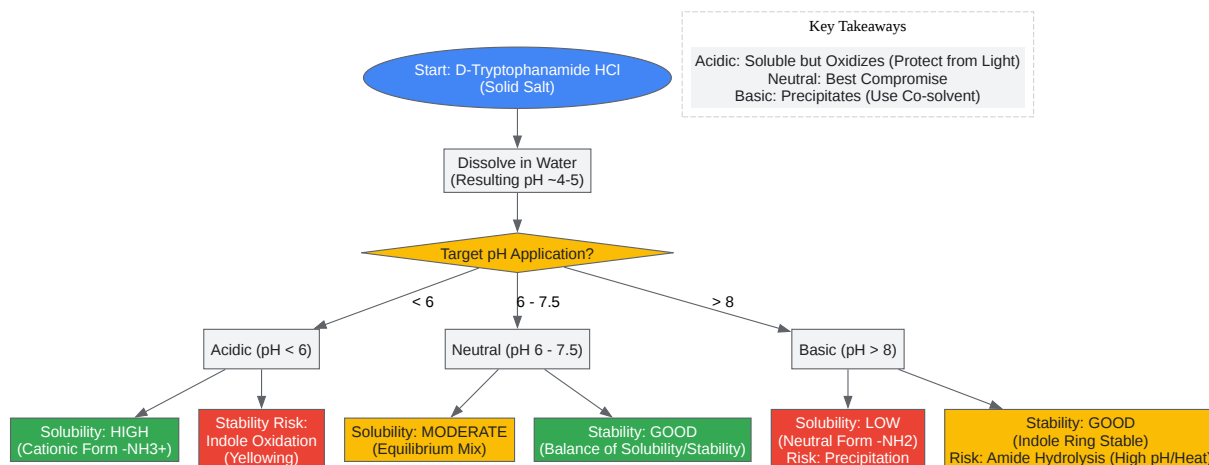 Key Takeaways
Acidic: Soluble but Oxidizes (Protect from Light)
Neutral: Best Compromise
Basic: Precipitates (Use Co-solvent)
Start: D-Tryptophanamide HCl
(Solid Salt)
Dissolve in Water
(Resulting pH ~4-5)
Target pH Application?
< 6
6 - 7.5
> 8
Acidic (pH < 6)
Neutral (pH 6 - 7.5)
Basic (pH > 8)
Solubility: HIGH
(Cationic Form -NH3+)
Stability Risk:
Indole Oxidation
(Yellowing)
Solubility: MODERATE
(Equilibrium Mix)
Stability: GOOD
(Balance of Solubility/Stability)
Solubility: LOW
(Neutral Form -NH2)
Risk: Precipitation
Stability: GOOD
(Indole Ring Stable)
Risk: Amide Hydrolysis (High pH/Heat)